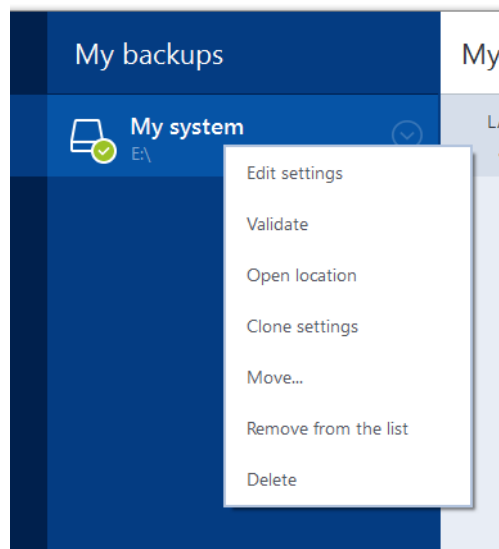 My backups
My
My system
E:\
Edit settings
Validate
Open location
Clone settings
Move...
Remove from the list
Delete